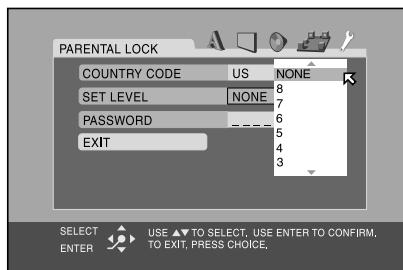 PARENTAL LOCK
COUNTRY CODE US
SET LEVEL NONE
PASSWORD _ _ _ _
EXIT
NONE
8
7
6
5
4
3
SELECT
ENTER
USE ▲▼ TO SELECT, USE ENTER TO CONFIRM.
TO EXIT, PRESS CHOICE.